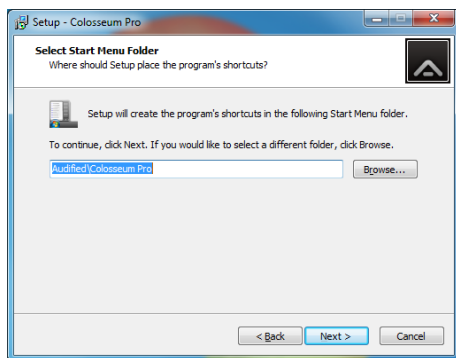 Setup - Colosseum Pro
Select Start Menu Folder
Where should Setup place the program's shortcuts?
Setup will create the program's shortcuts in the following Start Menu folder.
To continue, click Next. If you would like to select a different folder, click Browse.
Audified\Colosseum Pro
Browse...
< Back
Next >
Cancel